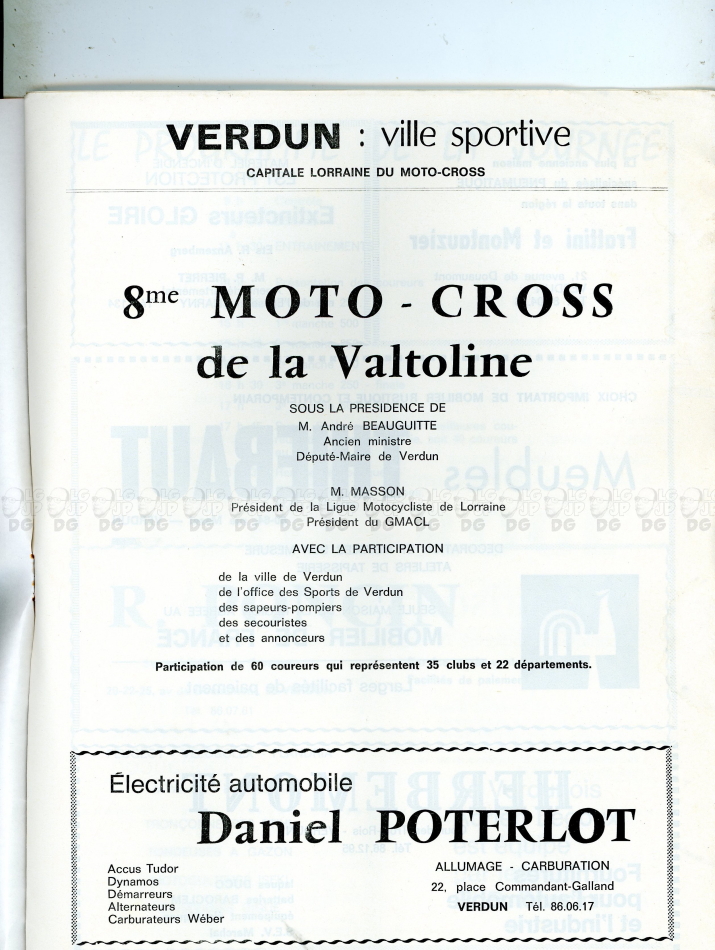 VERDUN : ville sportive
CAPITALE LORRAINE DU MOTO-CROSS
8me MOTO - CROSS
de la Valtoline
SOUS LA PRESIDENCE DE
M. André BEAUGUITTE
Ancien ministre
Député-Maire de Verdun
M. MASSON
Président de la Ligue Motocycliste de Lorraine
Président du GMACL
AVEC LA PARTICIPATION
de la ville de Verdun
de l'office des Sports de Verdun
des sapeurs-pompiers
des secouristes
et des annonceurs
Participation de 60 coureurs qui représentent 35 clubs et 22 départements.
Électricité automobile
Daniel POTERLOT
Accus Tudor
Dynamos
Démarreurs
Alternateurs
Carburateurs Wéber
ALLUMAGE - CARBURATION
22, place Commandant-Galland
VERDUN Tél. 86.06.17